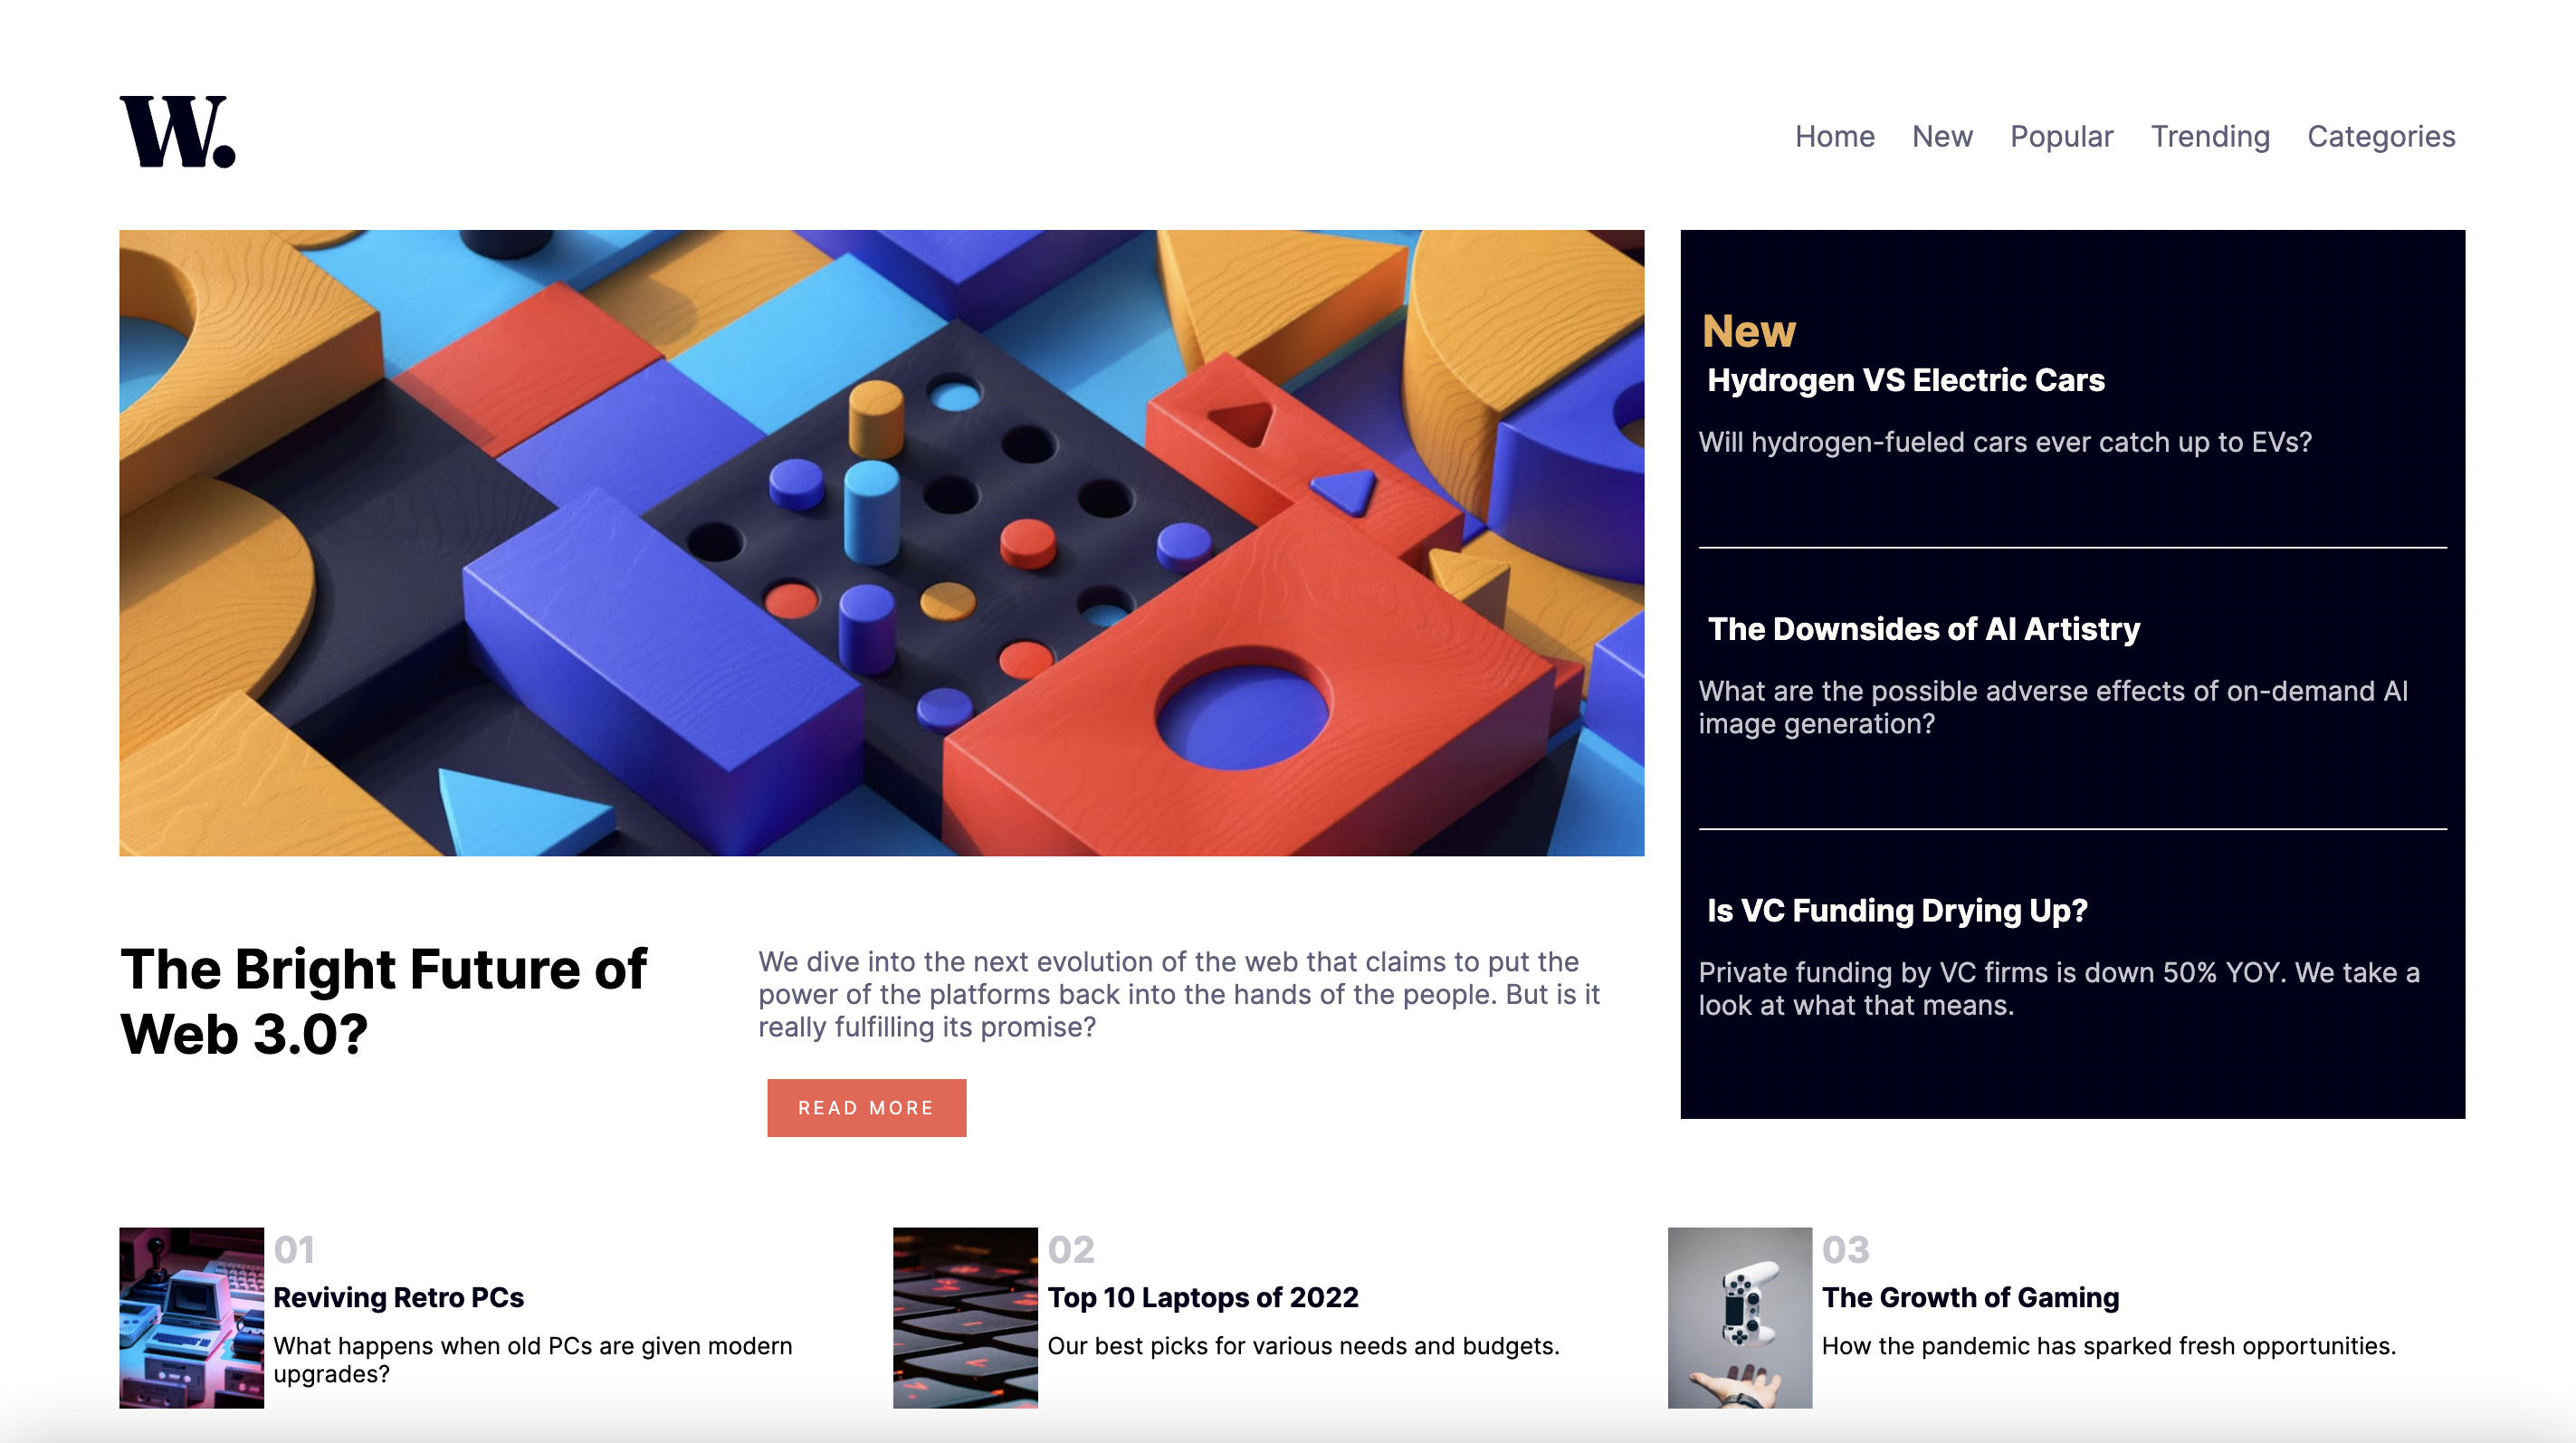 W.
Home New Popular Trending Categories
New
Hydrogen VS Electric Cars
Will hydrogen-fueled cars ever catch up to EVs?
The Downsides of AI Artistry
What are the possible adverse effects of on-demand AI
image generation?
Is VC Funding Drying Up?
Private funding by VC firms is down 50% YOY. We take a
look at what that means.
The Bright Future of
Web 3.0?
We dive into the next evolution of the web that claims to put the
power of the platforms back into the hands of the people. But is it
really fulfilling its promise?
READ MORE
01
Reviving Retro PCs
What happens when old PCs are given modern
upgrades?
02
Top 10 Laptops of 2022
Our best picks for various needs and budgets.
03
The Growth of Gaming
How the pandemic has sparked fresh opportunities.